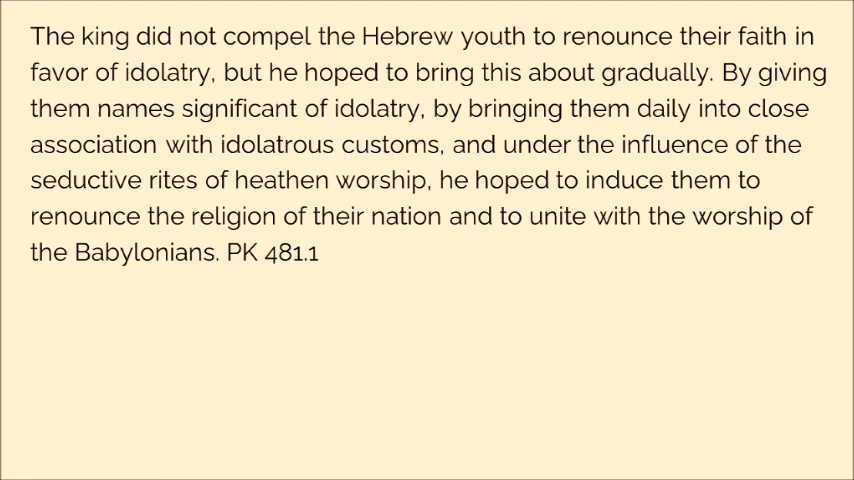 The king did not compel the Hebrew youth to renounce their faith in
favor of idolatry, but he hoped to bring this about gradually. By giving
them names significant of idolatry, by bringing them daily into close
association with idolatrous customs, and under the influence of the
seductive rites of heathen worship, he hoped to induce them to
renounce the religion of their nation and to unite with the worship of
the Babylonians. PK 481.1